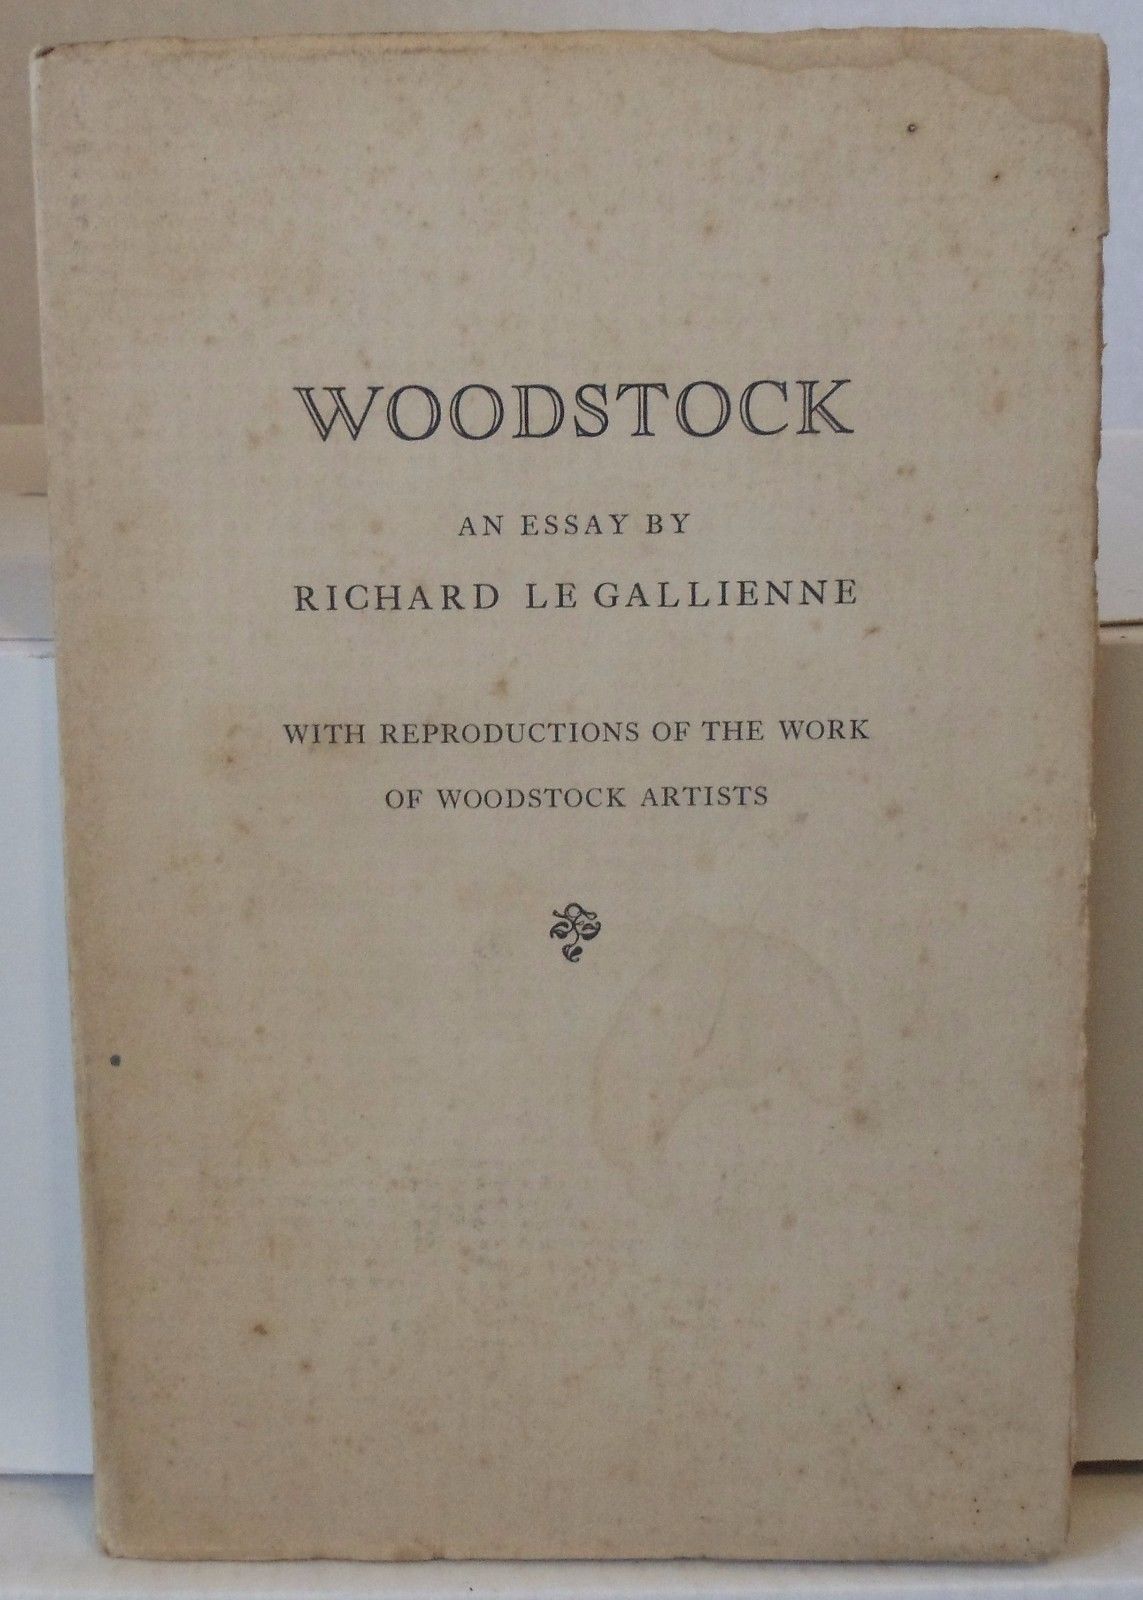 WOODSTOCK
AN ESSAY BY
RICHARD LE GALLIENNE
WITH REPRODUCTIONS OF THE WORK
OF WOODSTOCK ARTISTS